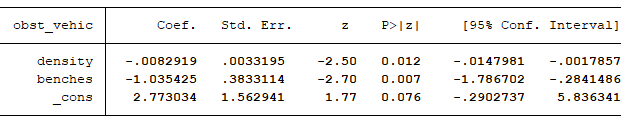 obst_vehic Coef. Std. Err. z P>|z| [95% Conf. Interval]
density -.0082919 .0033195 -2.50 0.012 -.0147981 -.0017857
benches -1.035425 .3833114 -2.70 0.007 -1.786702 -.2841486
_cons 2.773034 1.562941 1.77 0.076 -.2902737 5.836341